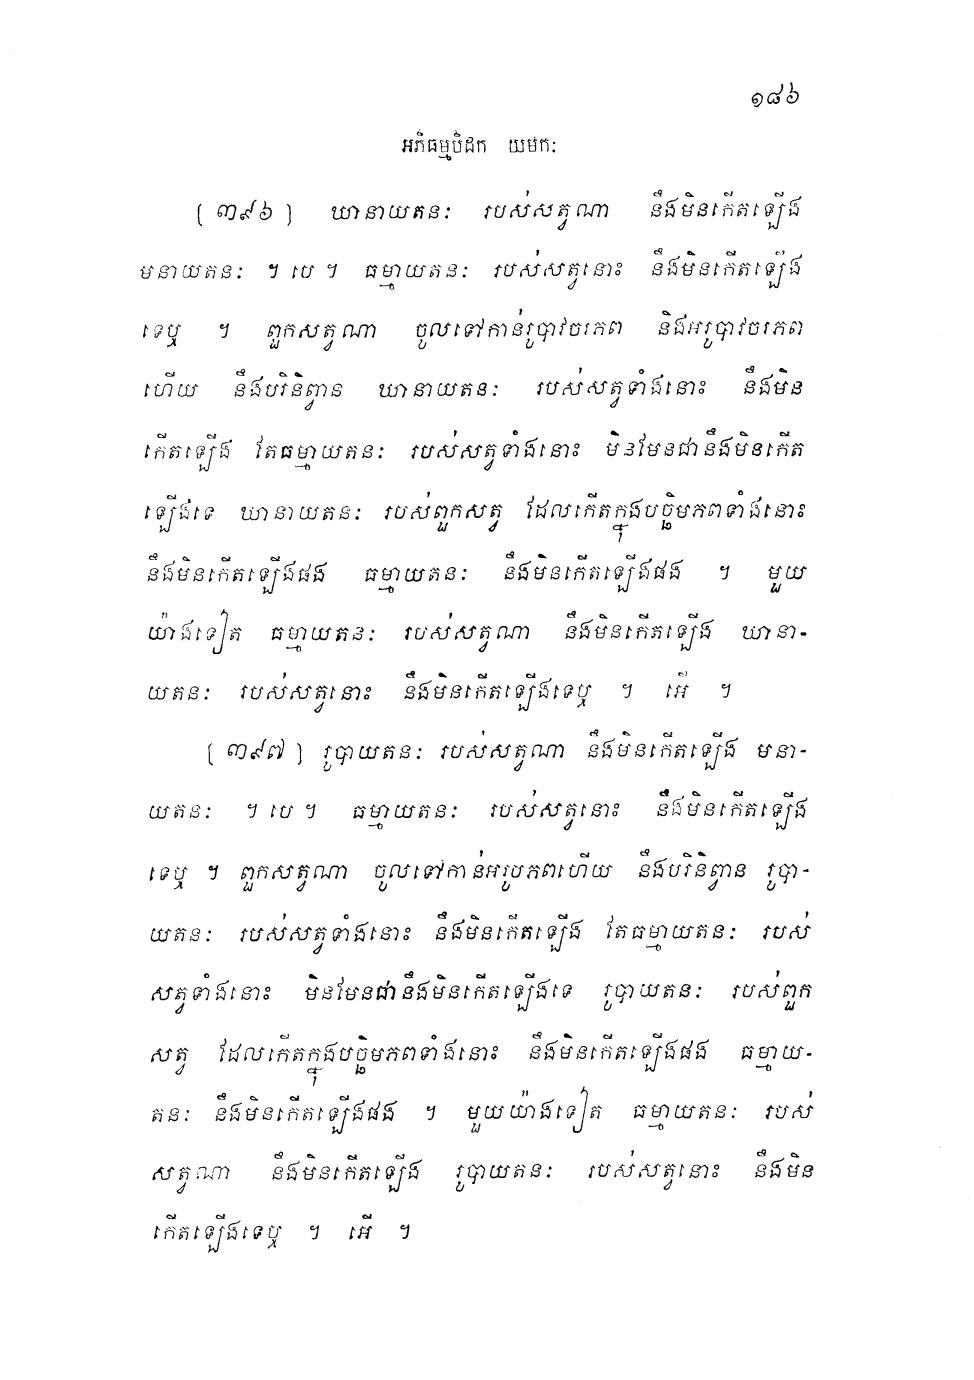 ១៨៦
អភិធម្មបិដក យមកៈ
[៣៩៦] ឃានាយតនៈ របស់សត្វណា នឹងមិនកើតឡើង
មនាយតនៈ ។ បេ ។ ធម្មាយតនៈ របស់សត្វនោះ នឹងមិនកើតឡើង
ទេឬ ។ ពួកសត្វណា ចូលទៅកាន់រូបាវចរភព និងអរូបាវចរភព
ហើយ នឹងបរិនិព្វាន ឃានាយតនៈ របស់សត្វទាំងនោះ នឹងមិន
កើតឡើង តែធម្មាយតនៈ របស់សត្វទាំងនោះ មិនមែនជានឹងមិនកើត
ឡើងទេ ឃានាយតនៈ របស់ពួកសត្វ ដែលកើតក្នុងបច្ឆិមភពទាំងនោះ
នឹងមិនកើតឡើងផង ធម្មាយតនៈ នឹងមិនកើតឡើងផង ។ មួយ
យ៉ាងទៀត ធម្មាយតនៈ របស់សត្វណា នឹងមិនកើតឡើង ឃានា-
យតនៈ របស់សត្វនោះ នឹងមិនកើតឡើងទេឬ ។ អើ ។
[៣៩៧] រូបាយតនៈ របស់សត្វណា នឹងមិនកើតឡើង មនា-
យតនៈ ។ បេ ។ ធម្មាយតនៈ របស់សត្វនោះ នឹងមិនកើតឡើង
ទេឬ ។ ពួកសត្វណា ចូលទៅកាន់អរូបភពហើយ នឹងបរិនិព្វាន រូបា-
យតនៈ របស់សត្វទាំងនោះ នឹងមិនកើតឡើង តែធម្មាយតនៈ របស់
សត្វទាំងនោះ មិនមែនជានឹងមិនកើតឡើងទេ រូបាយតនៈ របស់ពួក
សត្វ ដែលកើតក្នុងបច្ឆិមភពទាំងនោះ នឹងមិនកើតឡើងផង ធម្មាយ-
តនៈ នឹងមិនកើតឡើងផង ។ មួយយ៉ាងទៀត ធម្មាយតនៈ របស់
សត្វណា នឹងមិនកើតឡើង រូបាយតនៈ របស់សត្វនោះ នឹងមិន
កើតឡើងទេឬ ។ អើ ។